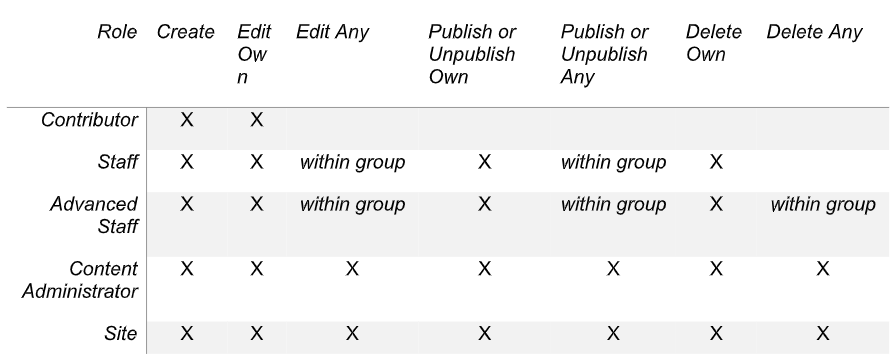 Role Create Edit Own Edit Any Publish or Unpublish Own Publish or Unpublish Any Delete Own Delete Any
Contributor X X
Staff X X within group X within group X
Advanced Staff X X within group X within group X within group
Content Administrator X X X X X X X
Site X X X X X X X